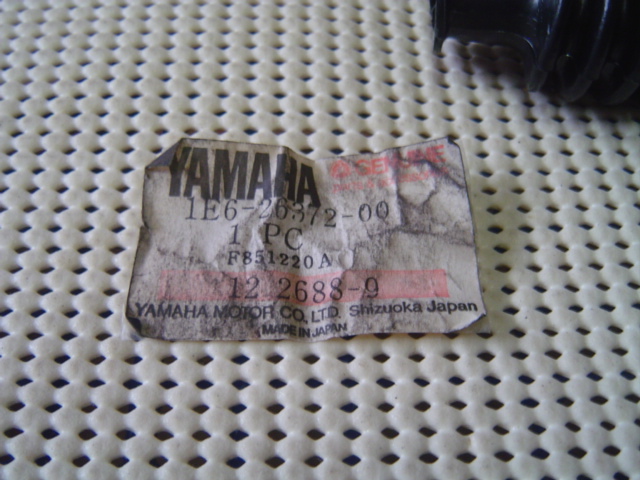 YAMAHA
1E6-26372-00
1 PC
F851220A
12 2688-9
YAMAHA MOTOR CO., LTD. Shizuoka Japan
MADE IN JAPAN